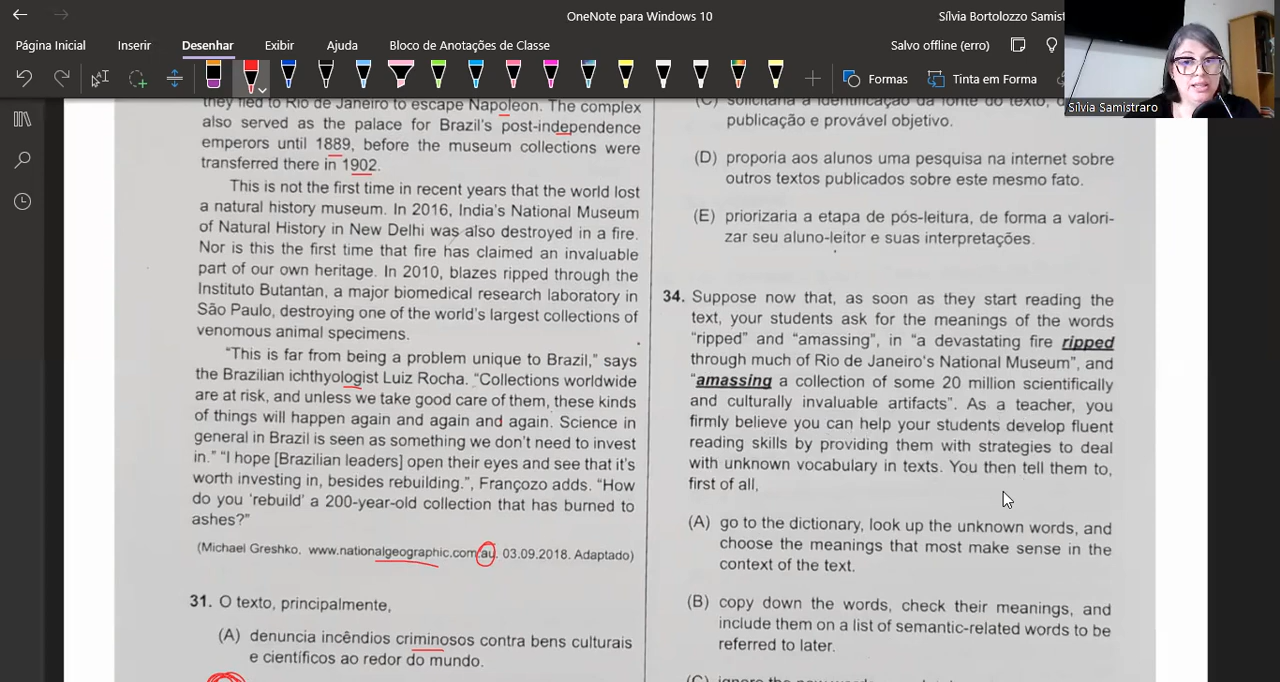 OneNote para Windows 10
Sílvia Bortolozzo Samist
Página Inicial
Inserir
Desenhar
Exibir
Ajuda
Bloco de Anotações de Classe
Salvo offline (erro)
Formas
Tinta em Forma
Sílvia Samistraro
they fled to Rio de Janeiro to escape Napoleon. The complex
also served as the palace for Brazil's post-independence
emperors until 1889, before the museum collections were
transferred there in 1902.
This is not the first time in recent years that the world lost
a natural history museum. In 2016, India's National Museum
of Natural History in New Delhi was also destroyed in a fire.
Nor is this the first time that fire has claimed an invaluable
part of our own heritage. In 2010, blazes ripped through the
Instituto Butantan, a major biomedical research laboratory in
São Paulo, destroying one of the world's largest collections of
venomous animal specimens.
"This is far from being a problem unique to Brazil," says
the Brazilian ichthyologist Luiz Rocha. "Collections worldwide
are at risk, and unless we take good care of them, these kinds
of things will happen again and again and again. Science in
general in Brazil is seen as something we don't need to invest
in." "I hope [Brazilian leaders] open their eyes and see that it's
worth investing in, besides rebuilding.", Françozo adds. "How
do you 'rebuild' a 200-year-old collection that has burned to
ashes?"
(Michael Greshko. www.nationalgeographic.com.au. 03.09.2018. Adaptado)
31. O texto, principalmente,
(A) denuncia incêndios criminosos contra bens culturais
e científicos ao redor do mundo.
(C) solicitaria a identificação da fonte do texto,
publicação e provável objetivo.
(D) proporia aos alunos uma pesquisa na internet sobre
outros textos publicados sobre este mesmo fato.
(E) priorizaria a etapa de pós-leitura, de forma a valori-
zar seu aluno-leitor e suas interpretações.
34. Suppose now that, as soon as they start reading the
text, your students ask for the meanings of the words
"ripped" and "amassing", in "a devastating fire ripped
through much of Rio de Janeiro's National Museum", and
"amassing a collection of some 20 million scientifically
and culturally invaluable artifacts". As a teacher, you
firmly believe you can help your students develop fluent
reading skills by providing them with strategies to deal
with unknown vocabulary in texts. You then tell them to,
first of all,
(A) go to the dictionary, look up the unknown words, and
choose the meanings that most make sense in the
context of the text.
(B) copy down the words, check their meanings, and
include them on a list of semantic-related words to be
referred to later.